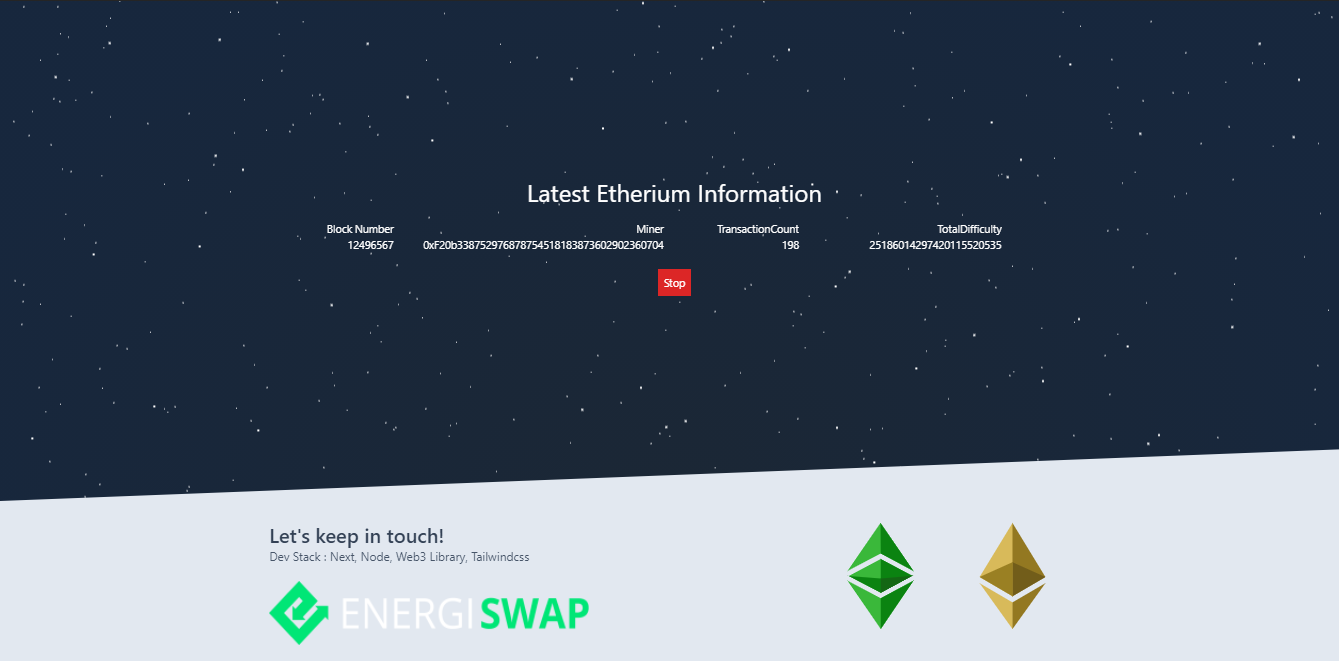 Latest Etherium Information
Block Number Miner TransactionCount TotalDifficulty
12496567 0xF20b338752976878754518183873602902360704 198 25186014297420115520535
Stop
Let's keep in touch!
Dev Stack : Next, Node, Web3 Library, Tailwindcss
ENERGISWAP